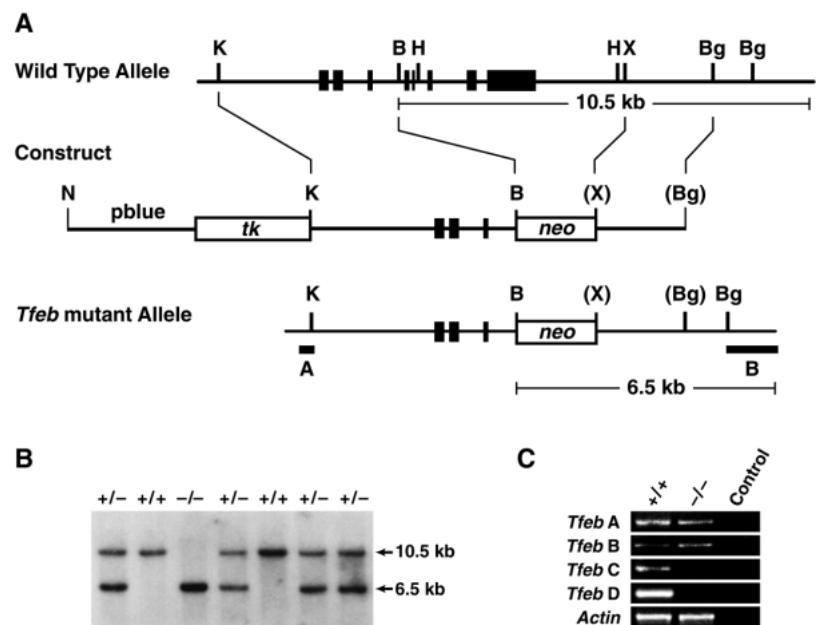 A
K B H H X Bg Bg
Wild Type Allele
10.5 kb
Construct
N K B (X) (Bg)
pblue
tk neo
K B (X) (Bg) Bg
Tfeb mutant Allele
neo
A B
6.5 kb
B
+/– +/+ –/– +/– +/+ +/– +/–
10.5 kb
6.5 kb
C
+/+ –/– Control
Tfeb A
Tfeb B
Tfeb C
Tfeb D
Actin